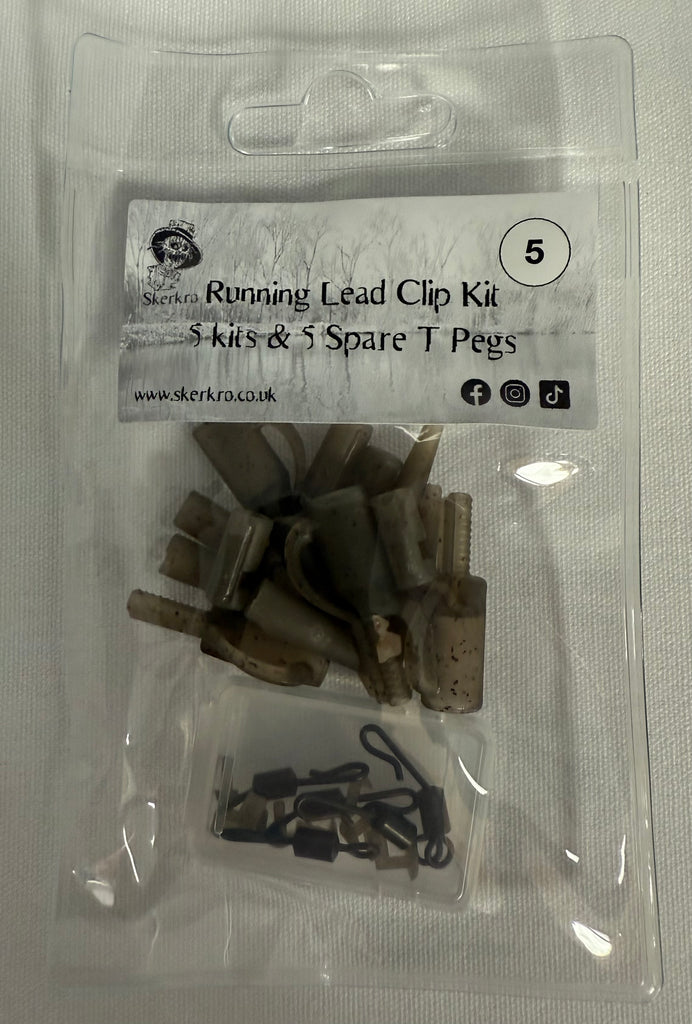 5
Skerkro
Running Lead Clip Kit
5 kits & 5 Spare T Pegs
www.skerkro.co.uk